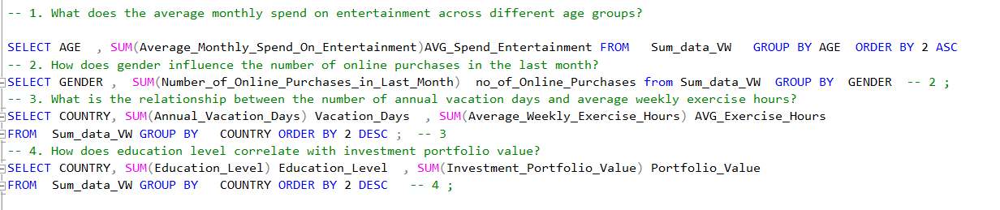 -- 1. What does the average monthly spend on entertainment across different age groups?
SELECT AGE  , SUM(Average_Monthly_Spend_On_Entertainment)AVG_Spend_Entertainment FROM   Sum_data_VW   GROUP BY AGE  ORDER BY 2 ASC
-- 2. How does gender influence the number of online purchases in the last month?
SELECT GENDER ,  SUM(Number_of_Online_Purchases_in_Last_Month)  no_of_Online_Purchases from Sum_data_VW  GROUP BY  GENDER  -- 2 ;
-- 3. What is the relationship between the number of annual vacation days and average weekly exercise hours?
SELECT COUNTRY, SUM(Annual_Vacation_Days) Vacation_Days  , SUM(Average_Weekly_Exercise_Hours) AVG_Exercise_Hours
FROM  Sum_data_VW GROUP BY   COUNTRY ORDER BY 2 DESC ;  -- 3
-- 4. How does education level correlate with investment portfolio value?
SELECT COUNTRY, SUM(Education_Level) Education_Level  , SUM(Investment_Portfolio_Value) Portfolio_Value
FROM  Sum_data_VW GROUP BY   COUNTRY ORDER BY 2 DESC   -- 4 ;